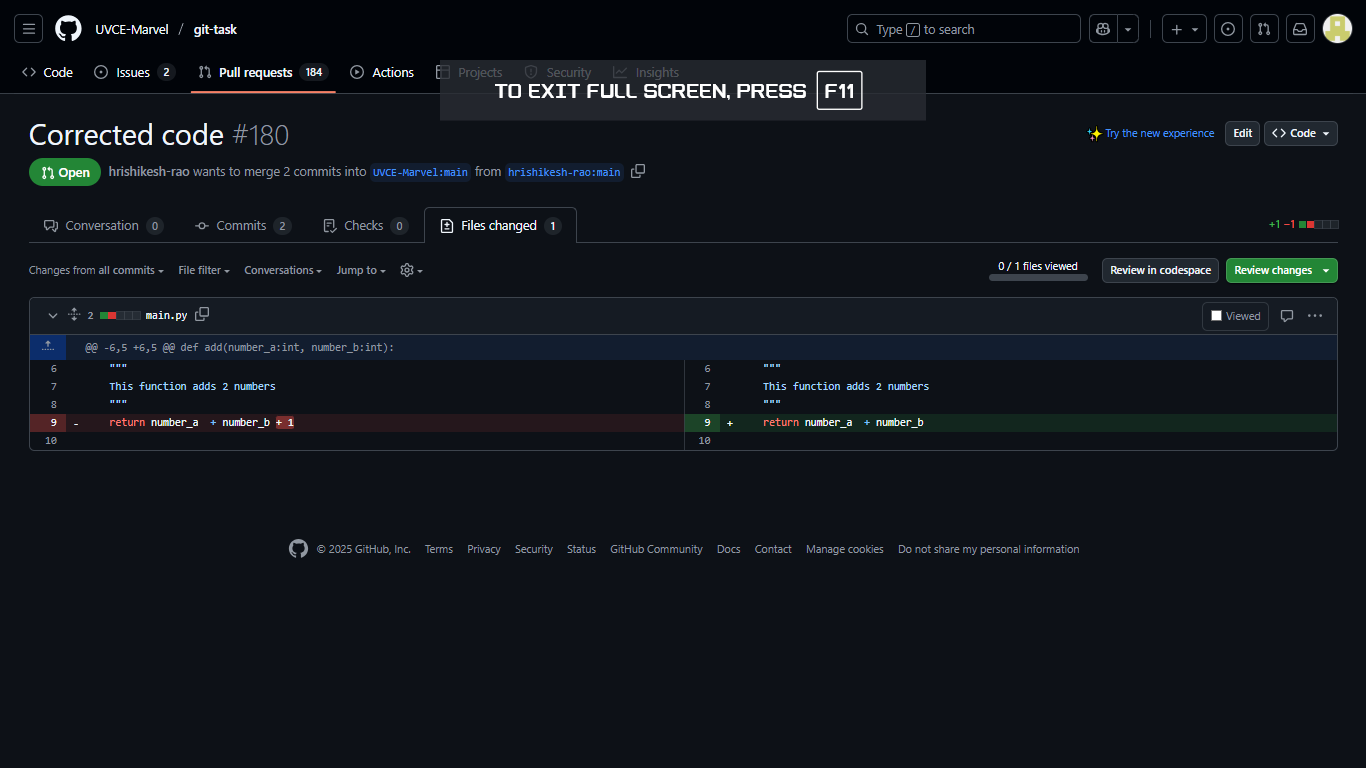 UVCE-Marvel / git-task
Type / to search
Code
Issues 2
Pull requests 184
Actions
Projects
Security
Insights
TO EXIT FULL SCREEN, PRESS F11
Corrected code #180
Try the new experience
Edit
Code
Open
hrishikesh-rao wants to merge 2 commits into UVCE-Marvel:main from hrishikesh-rao:main
Conversation 0
Commits 2
Checks 0
Files changed 1
+1 −1
Changes from all commits
File filter
Conversations
Jump to
0 / 1 files viewed
Review in codespace
Review changes
2 main.py
Viewed
@@ -6,5 +6,5 @@ def add(number_a:int, number_b:int):
6 """ 6 """
7 This function adds 2 numbers 7 This function adds 2 numbers
8 """ 8 """
9 - return number_a  + number_b + 1 9 + return number_a  + number_b
10 10
© 2025 GitHub, Inc. Terms Privacy Security Status GitHub Community Docs Contact Manage cookies Do not share my personal information